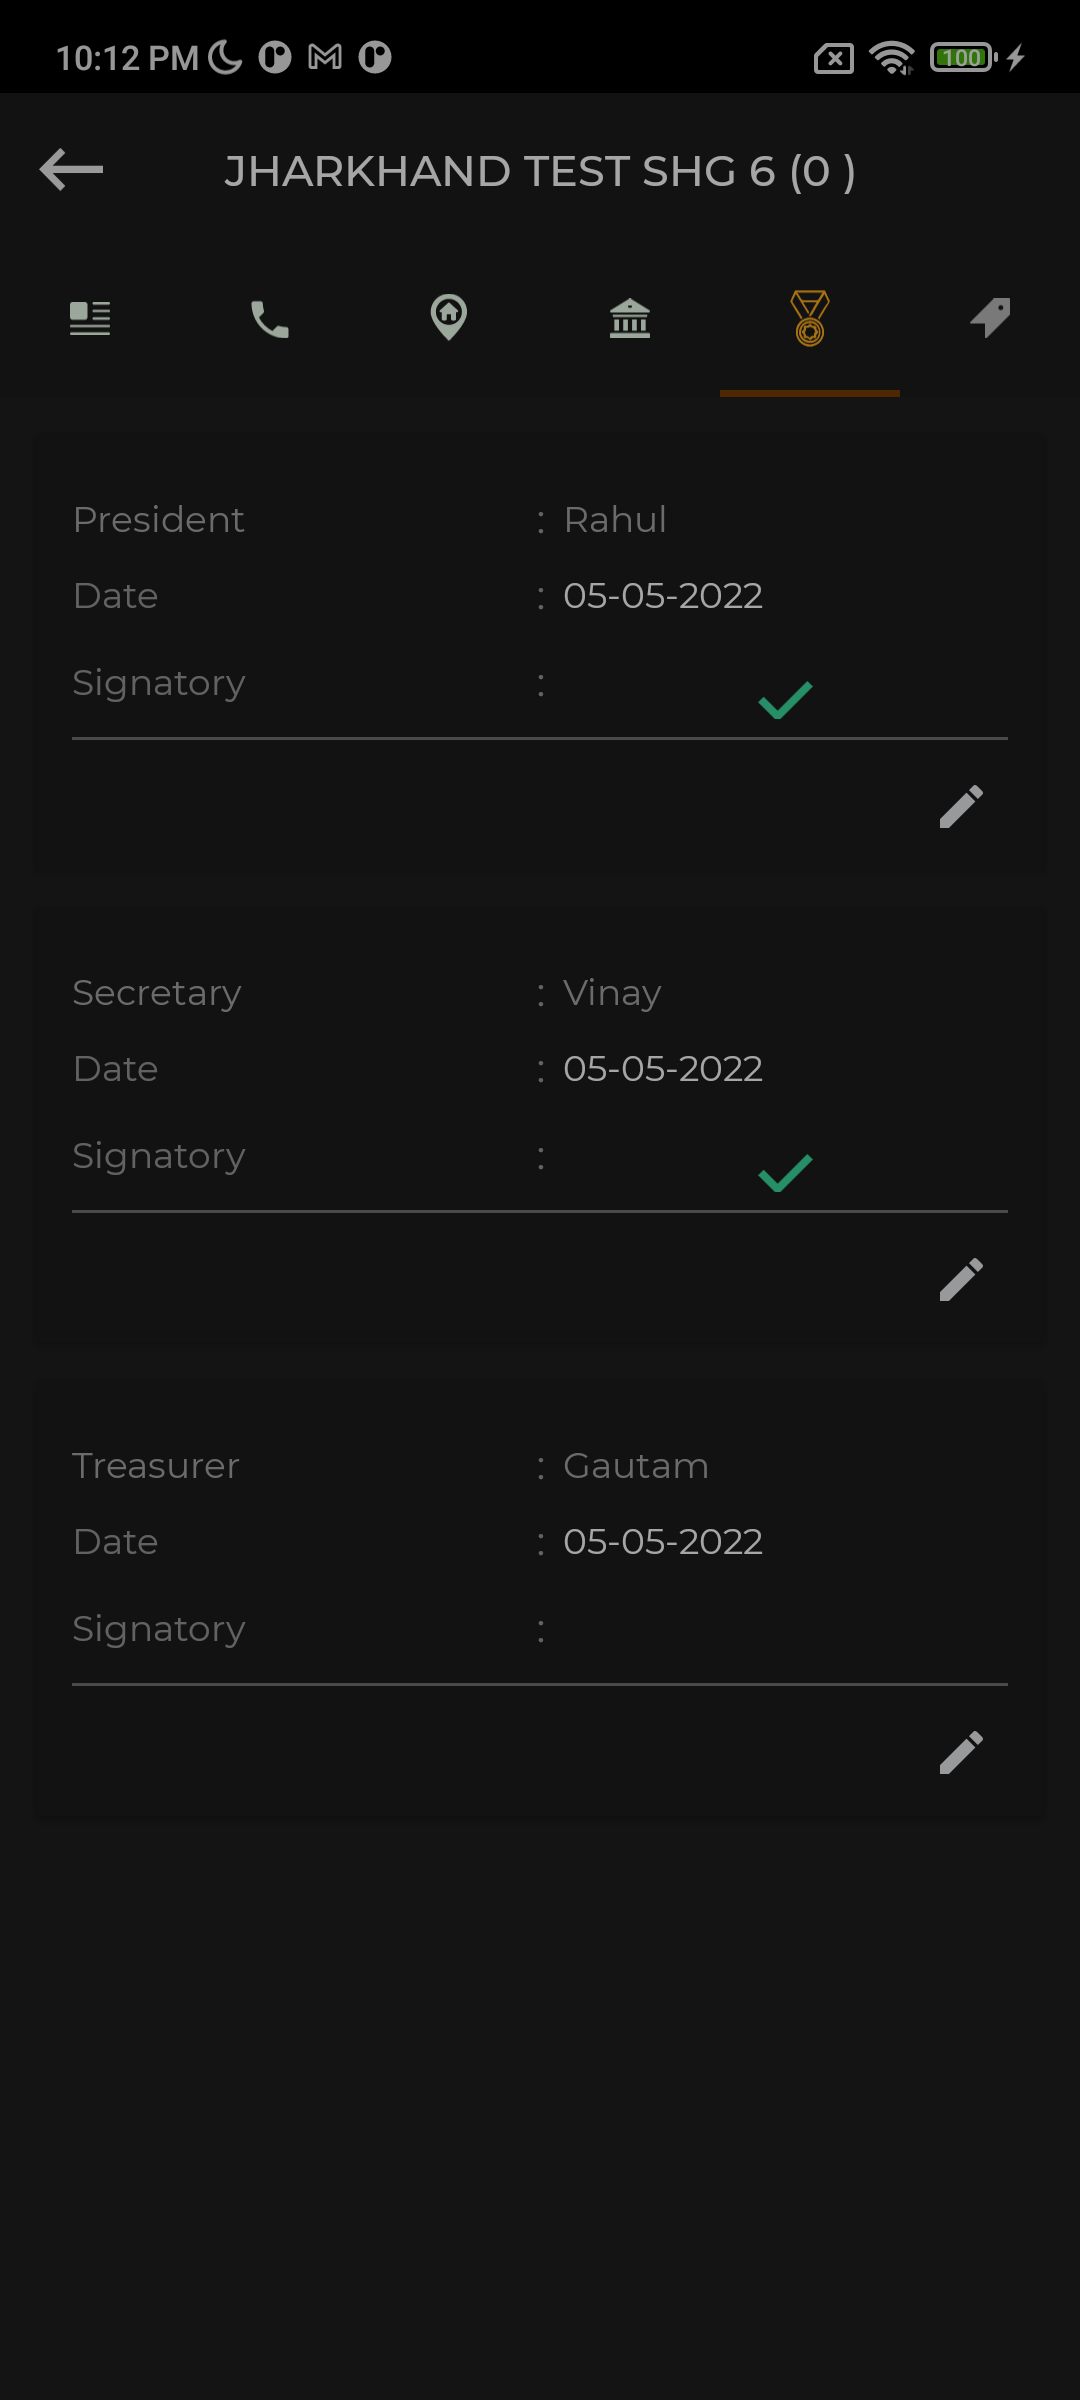 10:12 PM 100
JHARKHAND TEST SHG 6 (0 )
President : Rahul
Date : 05-05-2022
Signatory :
Secretary : Vinay
Date : 05-05-2022
Signatory :
Treasurer : Gautam
Date : 05-05-2022
Signatory :